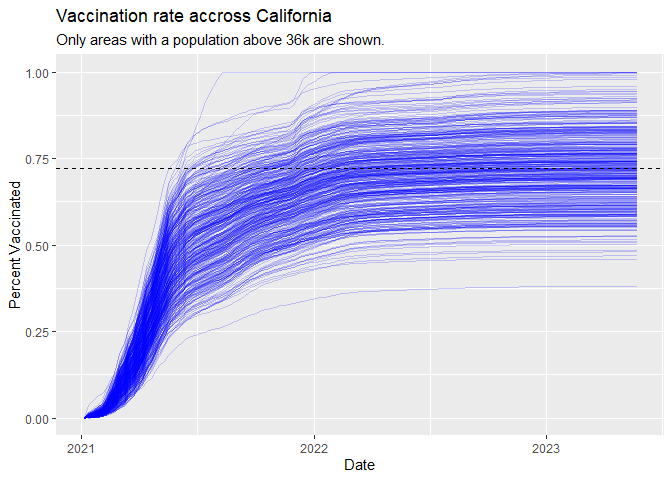 Vaccination rate accross California
Only areas with a population above 36k are shown.
Percent Vaccinated
1.00
0.75
0.50
0.25
0.00
2021
2022
2023
Date